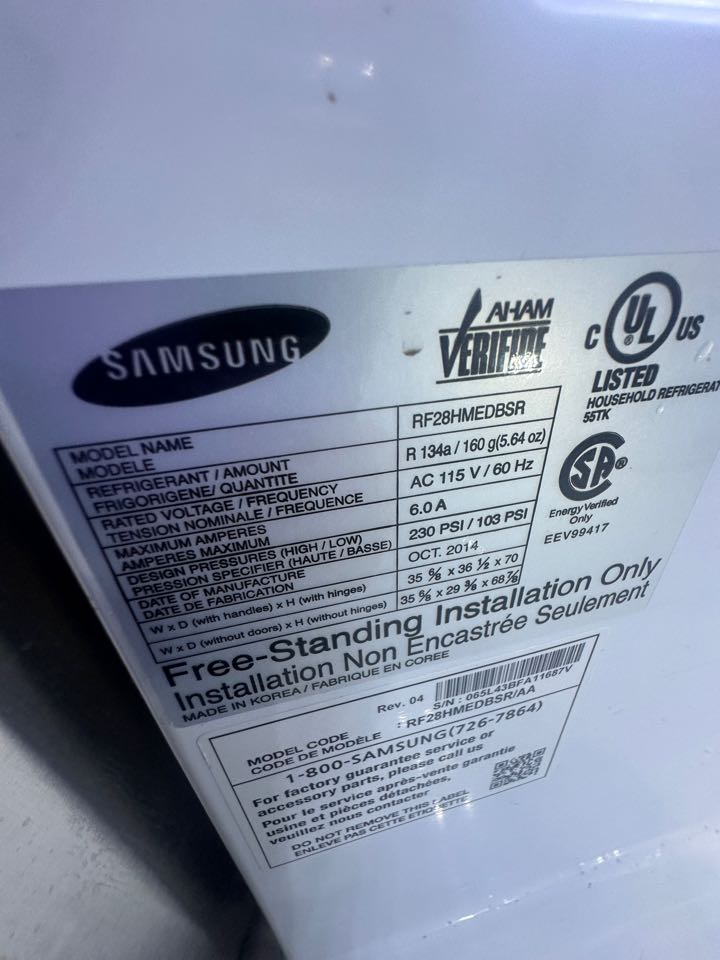 SAMSUNG
AHAM
VERIFIDE
C UL® US
LISTED
HOUSEHOLD REFRIGERAT
55TK
SA®
Energy Verified
Only
EEV99417
MODEL NAME
MODELE
RF28HMEDBSR
REFRIGERANT / AMOUNT
FRIGORIGENE/ QUANTITE
R 134a / 160 g(5.64 oz)
RATED VOLTAGE / FREQUENCY
TENSION NOMINALE / FREQUENCE
AC 115 V / 60 Hz
MAXIMUM AMPERES
AMPERES MAXIMUM
6.0 A
DESIGN PRESSURES (HIGH / LOW)
PRESSION SPECIFIER (HAUTE / BASSE)
230 PSI / 103 PSI
DATE OF MANUFACTURE
DATE DE FABRICATION
OCT. 2014
W x D (with handles) x H (with hinges)
35 ⅝ x 36 ½ x 70
W x D (without doors) x H (without hinges)
35 ⅝ x 29 ⅜ x 68 ⅞
Free-Standing Installation Only
Installation Non Encastrée Seulement
MADE IN KOREA / FABRIQUE EN COREE
Rev. 04
S/N : 065L43BFA11687V
MODEL CODE
CODE DE MODÈLE
: RF28HMEDBSR/AA
1-800-SAMSUNG(726-7864)
For factory guarantee service or
accessory parts, please call us
Pour le service après-vente garantie
usine et pièces détachées,
veuillez nous contacter
DO NOT REMOVE THIS LABEL
ENLEVE PAS CETTE ETIQUETTE